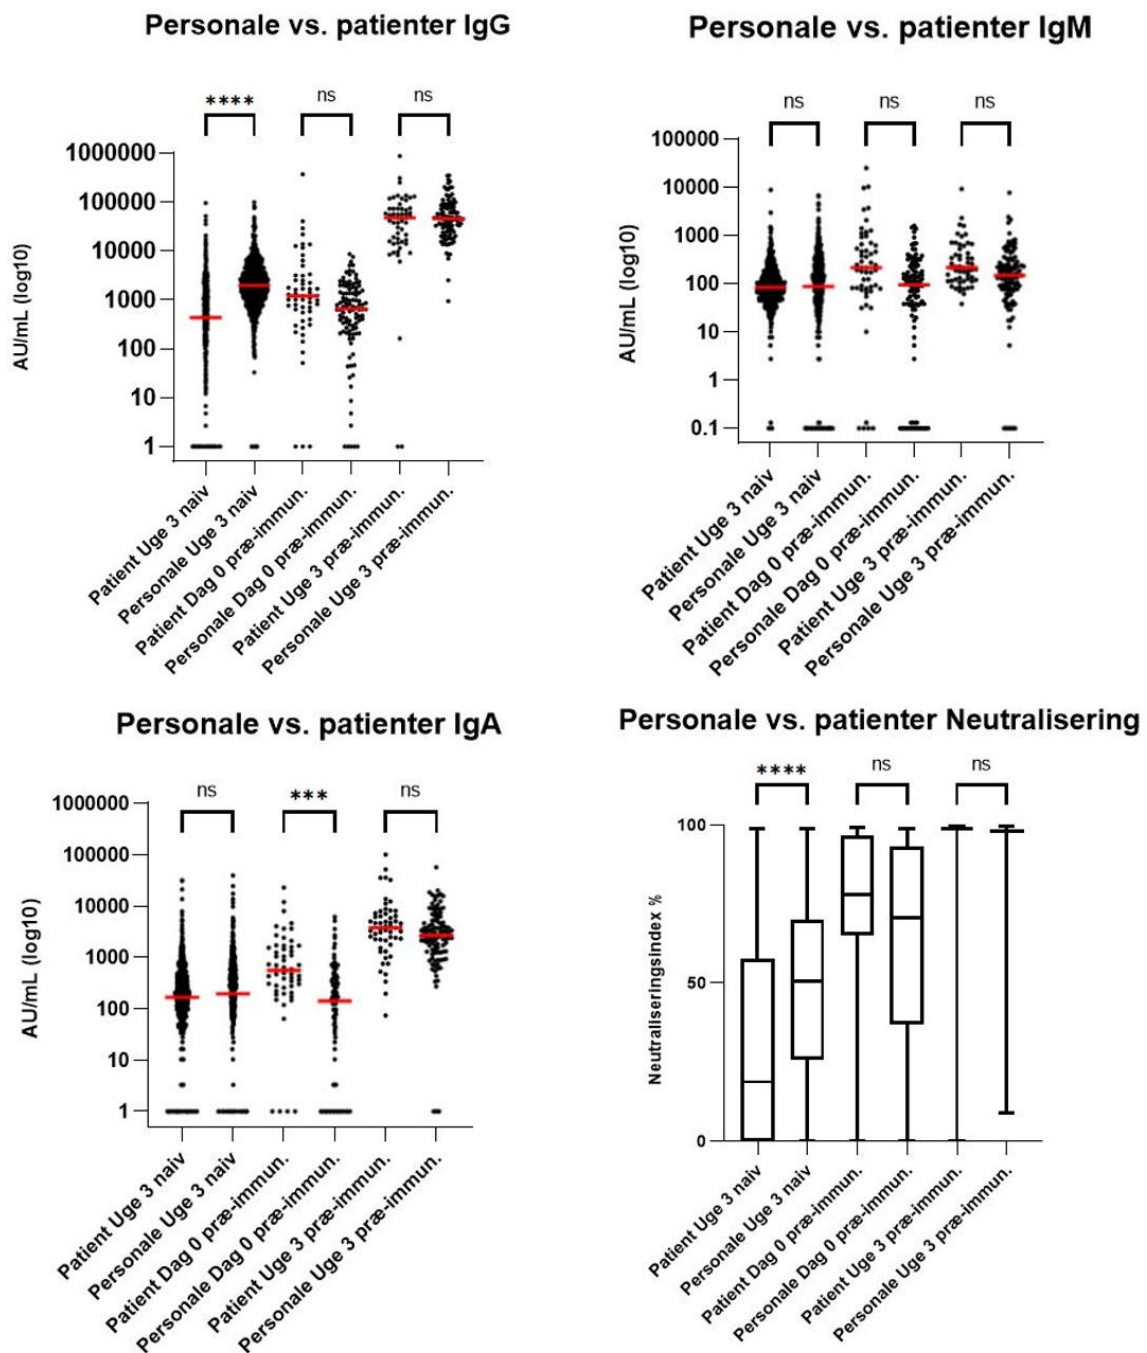 Personale vs. patienter IgG
****
ns
ns
AU/mL (log10)
1000000
100000
10000
1000
100
10
1
Patient Uge 3 naiv
Personale Uge 3 naiv
Patient Dag 0 præ-immun.
Personale Dag 0 præ-immun.
Patient Uge 3 præ-immun.
Personale Uge 3 præ-immun.
Personale vs. patienter IgM
ns
ns
ns
AU/mL (log10)
100000
10000
1000
100
10
1
0.1
Patient Uge 3 naiv
Personale Uge 3 naiv
Patient Dag 0 præ-immun.
Personale Dag 0 præ-immun.
Patient Uge 3 præ-immun.
Personale Uge 3 præ-immun.
Personale vs. patienter IgA
ns
***
ns
AU/mL (log10)
1000000
100000
10000
1000
100
10
1
Patient Uge 3 naiv
Personale Uge 3 naiv
Patient Dag 0 præ-immun.
Personale Dag 0 præ-immun.
Patient Uge 3 præ-immun.
Personale Uge 3 præ-immun.
Personale vs. patienter Neutralisering
****
ns
ns
Neutraliseringsindex %
100
50
0
Patient Uge 3 naiv
Personale Uge 3 naiv
Patient Dag 0 præ-immun.
Personale Dag 0 præ-immun.
Patient Uge 3 præ-immun.
Personale Uge 3 præ-immun.